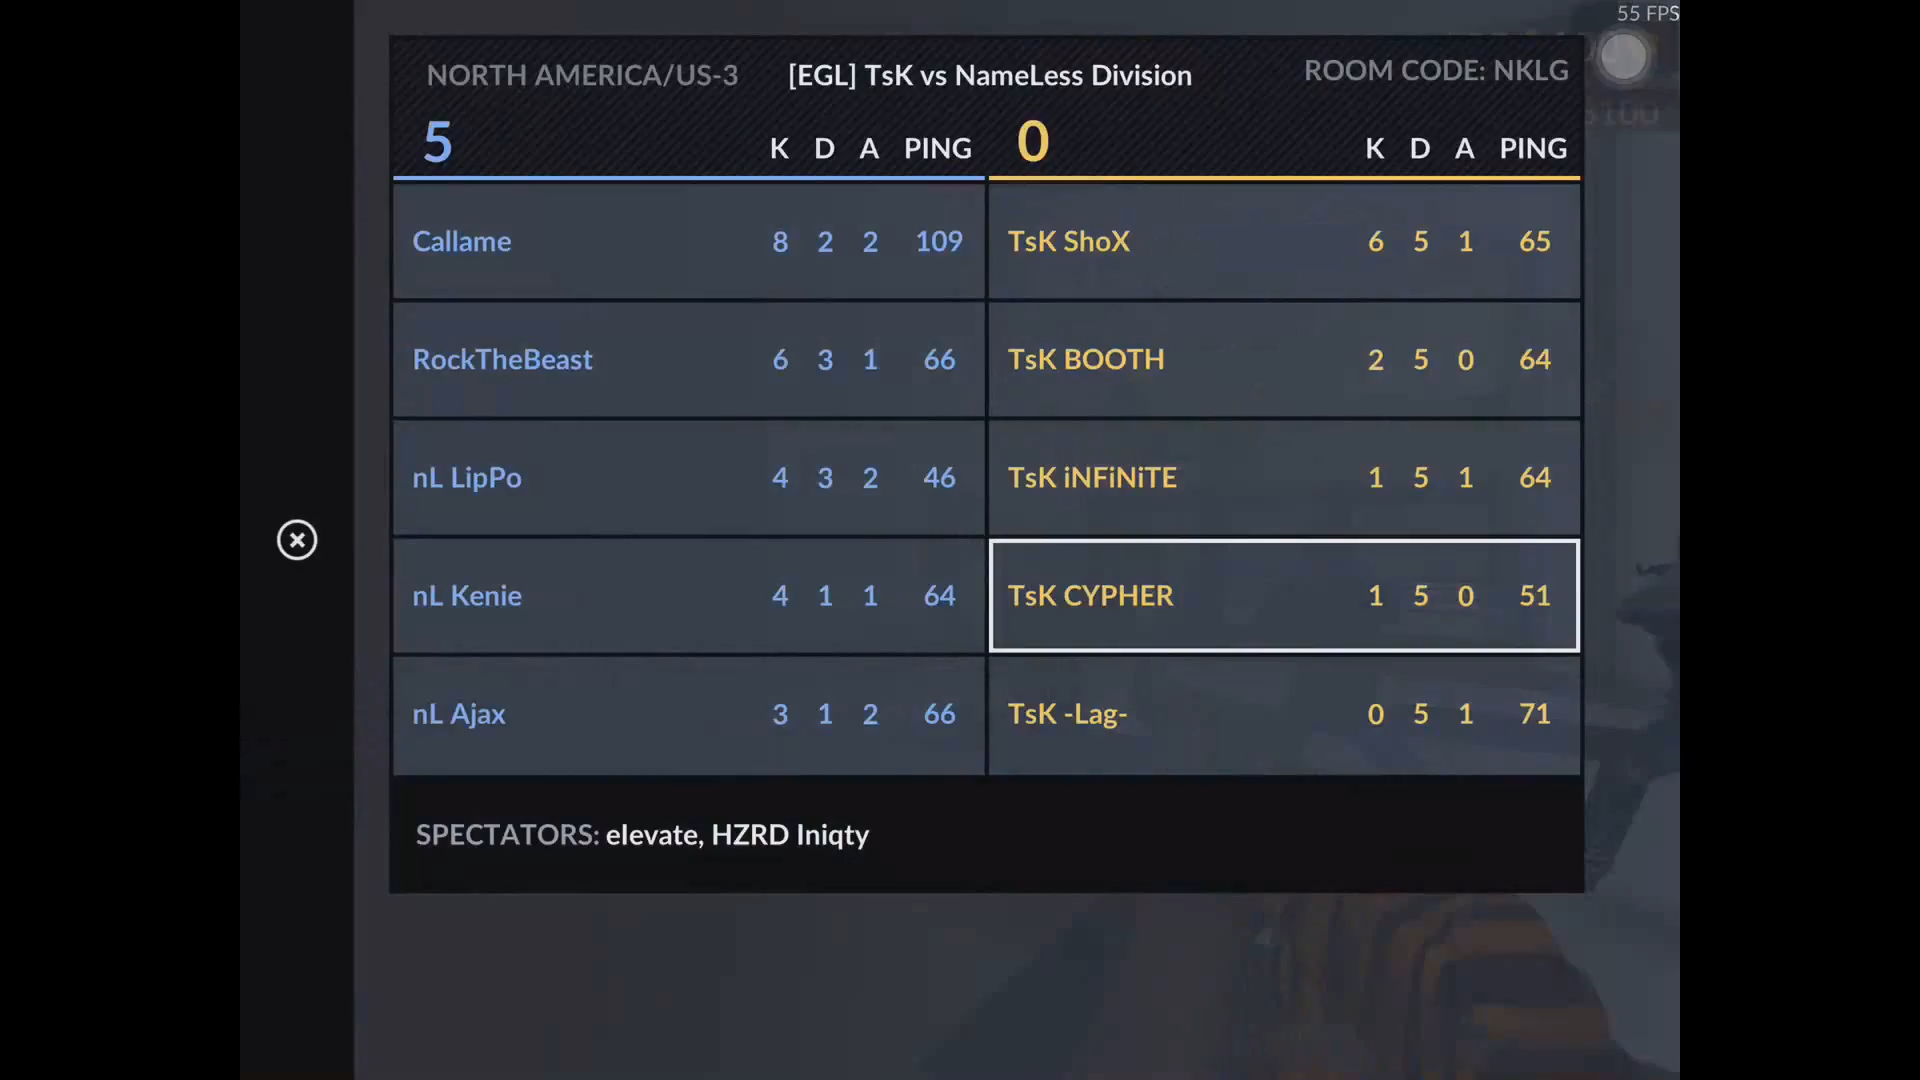 55 FPS
NORTH AMERICA/US-3 [EGL] TsK vs NameLess Division ROOM CODE: NKLG
5 K D A PING 0 K D A PING
Callame 8 2 2 109 TsK ShoX 6 5 1 65
RockTheBeast 6 3 1 66 TsK BOOTH 2 5 0 64
nL LipPo 4 3 2 46 TsK iNFiNiTE 1 5 1 64
nL Kenie 4 1 1 64 TsK CYPHER 1 5 0 51
nL Ajax 3 1 2 66 TsK -Lag- 0 5 1 71
SPECTATORS: elevate, HZRD Iniqty